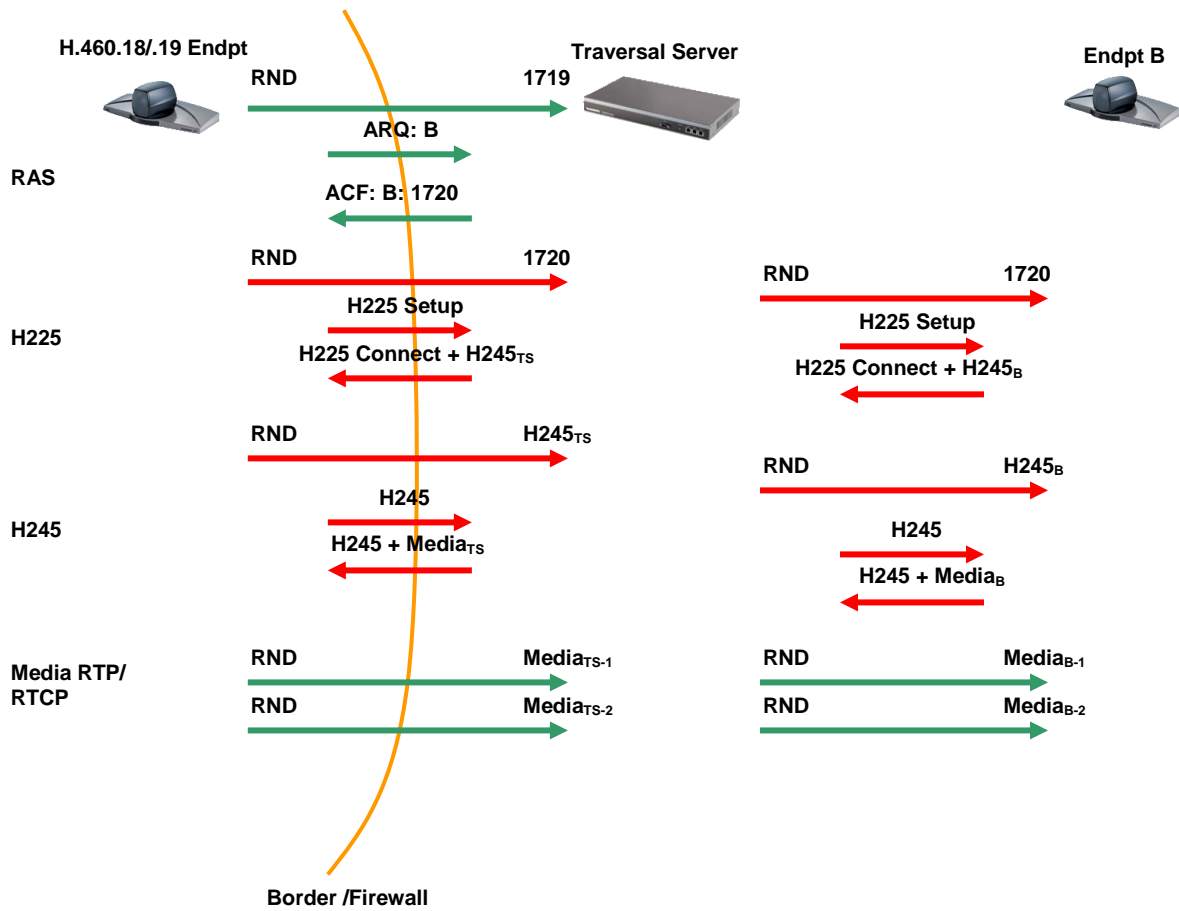 H.460.18/.19 Endpt
Traversal Server
Endpt B
RND 1719
ARQ: B
RAS
ACF: B: 1720
RND 1720
RND 1720
H225 Setup
H225 Setup
H225
H225 Connect + H245TS
H225 Connect + H245B
RND H245TS
RND H245B
H245
H245
H245
H245 + MediaTS
H245 + MediaB
Media RTP/
RTCP
RND MediaTS-1
RND MediaB-1
RND MediaTS-2
RND MediaB-2
Border /Firewall